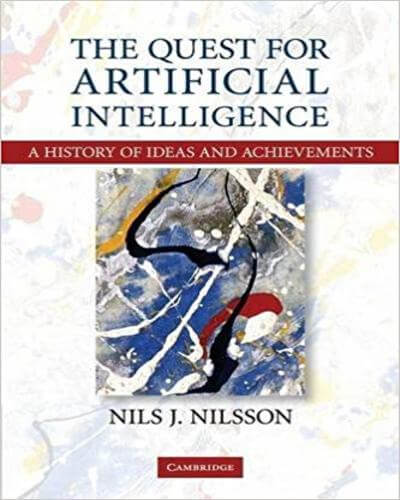 THE QUEST FOR
ARTIFICIAL
INTELLIGENCE
A HISTORY OF IDEAS AND ACHIEVEMENTS
NILS J. NILSSON
CAMBRIDGE